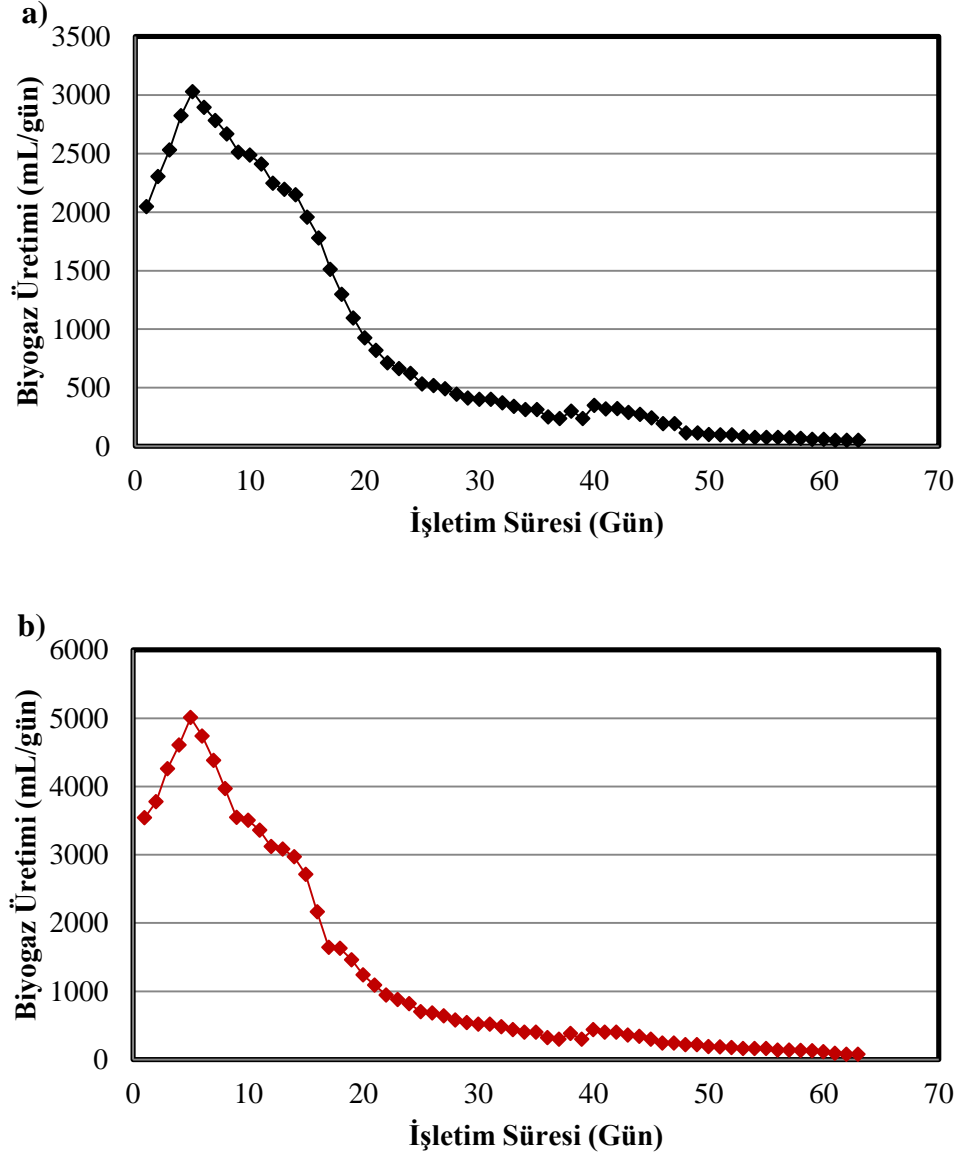 a)
3500
3000
2500
2000
1500
1000
500
0
0 10 20 30 40 50 60 70
Biyogaz Üretimi (mL/gün)
İşletim Süresi (Gün)
b)
6000
5000
4000
3000
2000
1000
0
0 10 20 30 40 50 60 70
Biyogaz Üretimi (mL/gün)
İşletim Süresi (Gün)